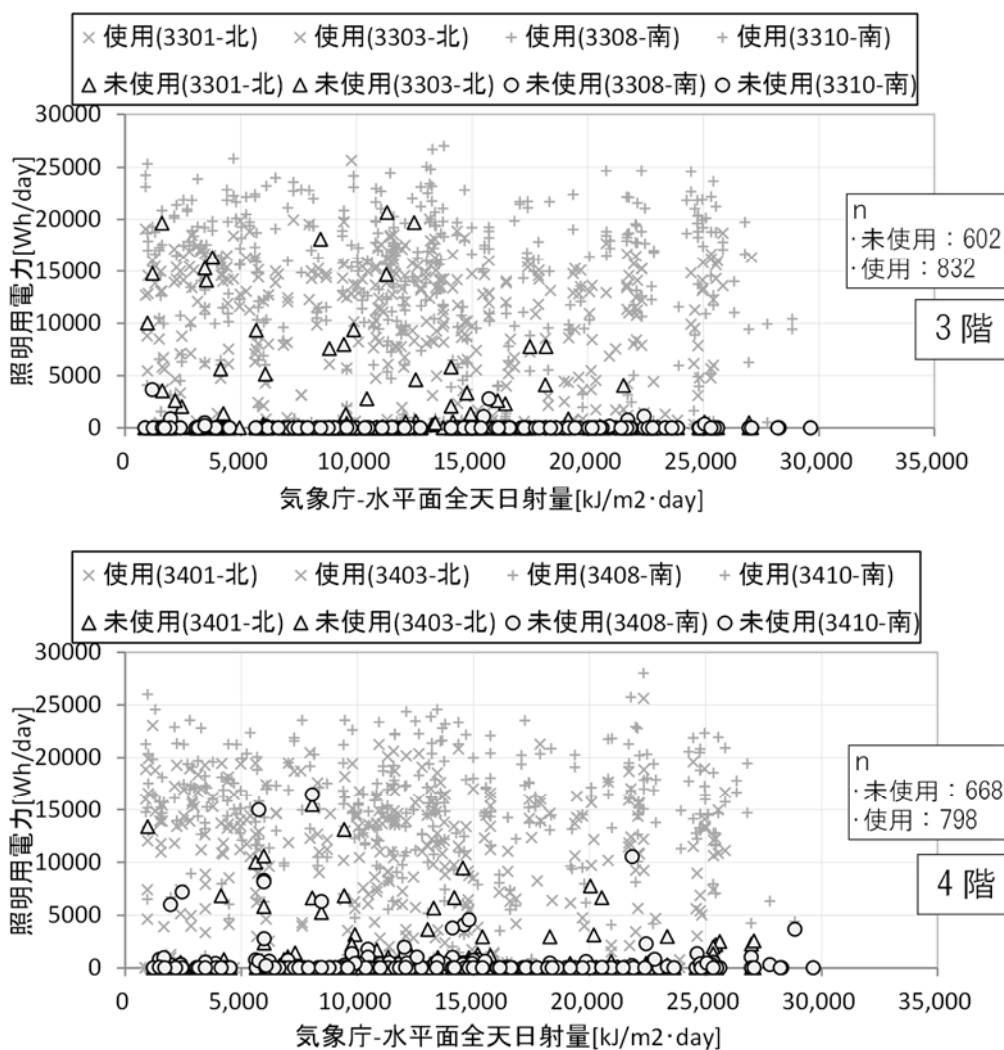 × 使用(3301-北) × 使用(3303-北) + 使用(3308-南) + 使用(3310-南)
△ 未使用(3301-北) △ 未使用(3303-北) ○ 未使用(3308-南) ○ 未使用(3310-南)
照明用電力[Wh/day]
30000
25000
20000
15000
10000
5000
0
0 5,000 10,000 15,000 20,000 25,000 30,000 35,000
気象庁-水平面全天日射量[kJ/m2・day]
n
・未使用：602
・使用：832
3階
× 使用(3401-北) × 使用(3403-北) + 使用(3408-南) + 使用(3410-南)
△ 未使用(3401-北) △ 未使用(3403-北) ○ 未使用(3408-南) ○ 未使用(3410-南)
照明用電力[Wh/day]
30000
25000
20000
15000
10000
5000
0
0 5,000 10,000 15,000 20,000 25,000 30,000 35,000
気象庁-水平面全天日射量[kJ/m2・day]
n
・未使用：668
・使用：798
4階